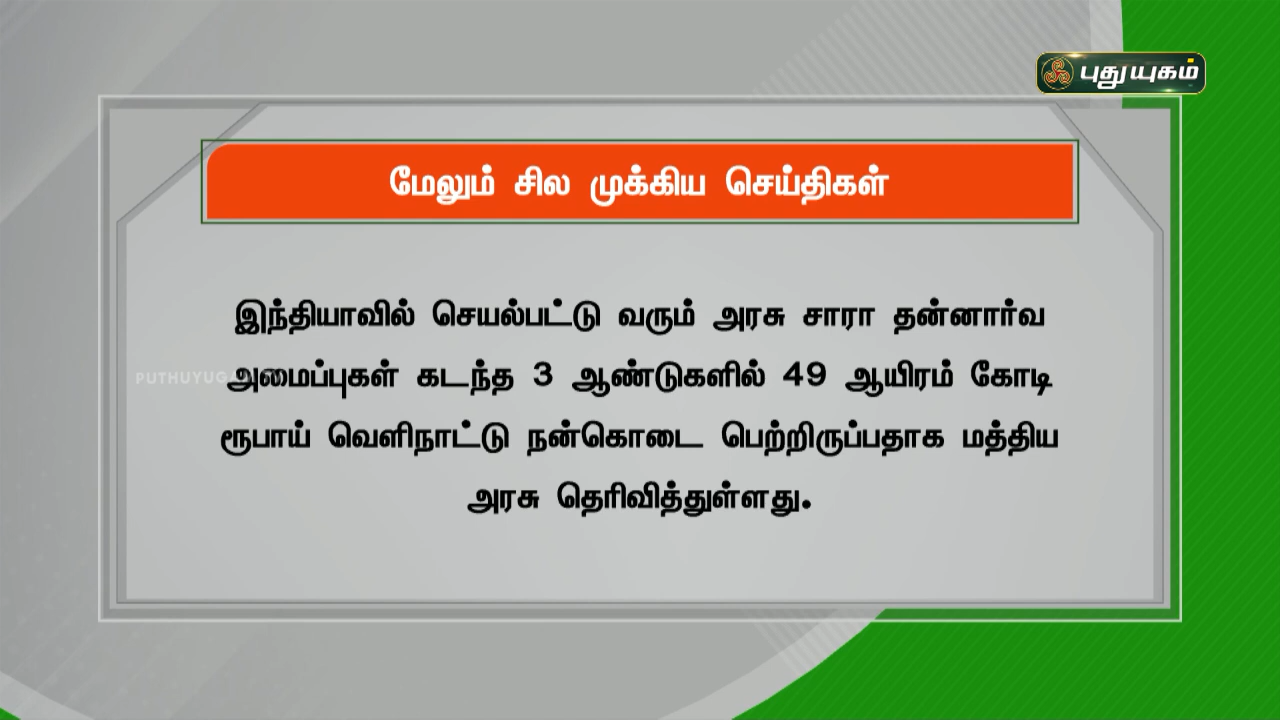 புதுயுகம்
மேலும் சில முக்கிய செய்திகள்
இந்தியாவில் செயல்பட்டு வரும் அரசு சாரா தன்னார்வ
அமைப்புகள் கடந்த 3 ஆண்டுகளில் 49 ஆயிரம் கோடி
ரூபாய் வெளிநாட்டு நன்கொடை பெற்றிருப்பதாக மத்திய
அரசு தெரிவித்துள்ளது.